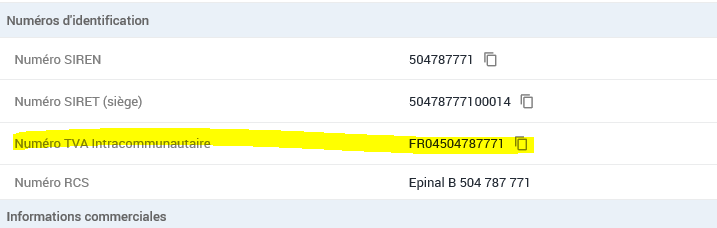 Numéros d'identification
Numéro SIREN 504787771
Numéro SIRET (siège) 50478777100014
Numéro TVA Intracommunautaire FR04504787771
Numéro RCS Epinal B 504 787 771
Informations commerciales